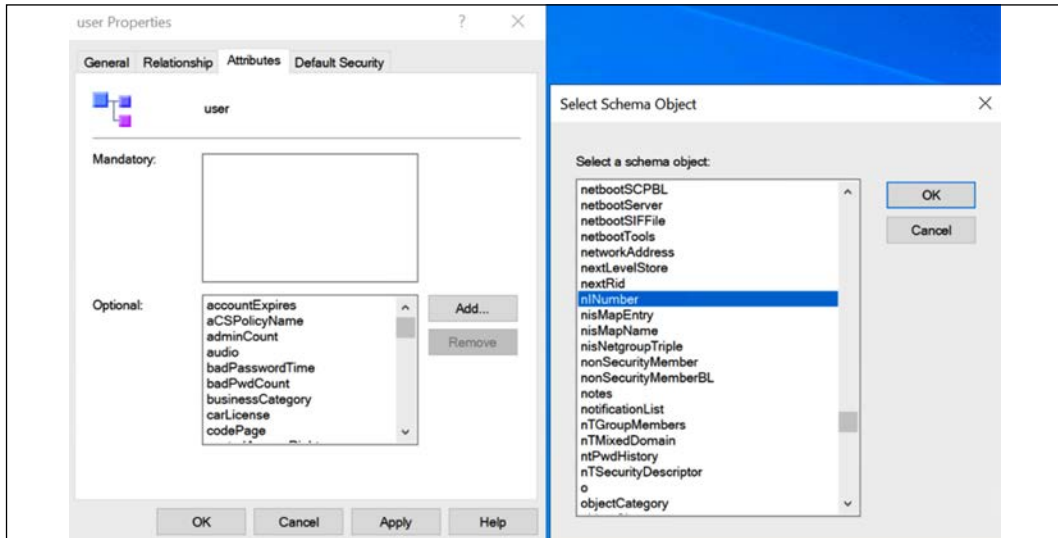 user Properties
?
General Relationship Attributes Default Security
user
Mandatory:
Optional:
accountExpires
aCSPolicyName
adminCount
audio
badPasswordTime
badPwdCount
businessCategory
carLicense
codePage
Add...
Remove
OK Cancel Apply Help
Select Schema Object
Select a schema object:
netbootSCPBL
netbootServer
netbootSIFFile
netbootTools
networkAddress
nextLevelStore
nextRid
nINumber
nisMapEntry
nisMapName
nisNetgroupTriple
nonSecurityMember
nonSecurityMemberBL
notes
notificationList
nTGroupMembers
nTMixedDomain
ntPwdHistory
nTSecurityDescriptor
o
objectCategory
OK
Cancel